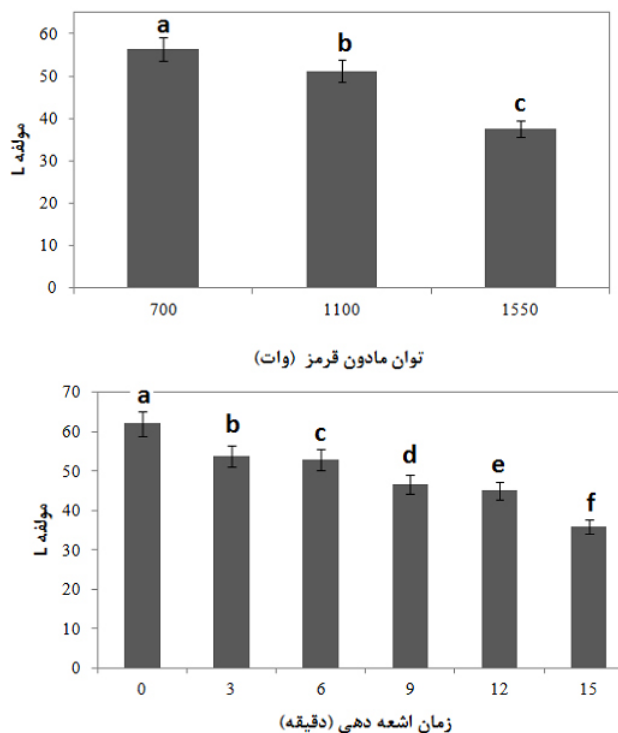 60
50
40
30
20
10
0
a
b
c
مولفه L
700 1100 1550
توان مادون قرمز (وات)
70
60
50
40
30
20
10
0
a
b
c
d
e
f
مولفه L
0 3 6 9 12 15
زمان اشعه دهی (دقیقه)